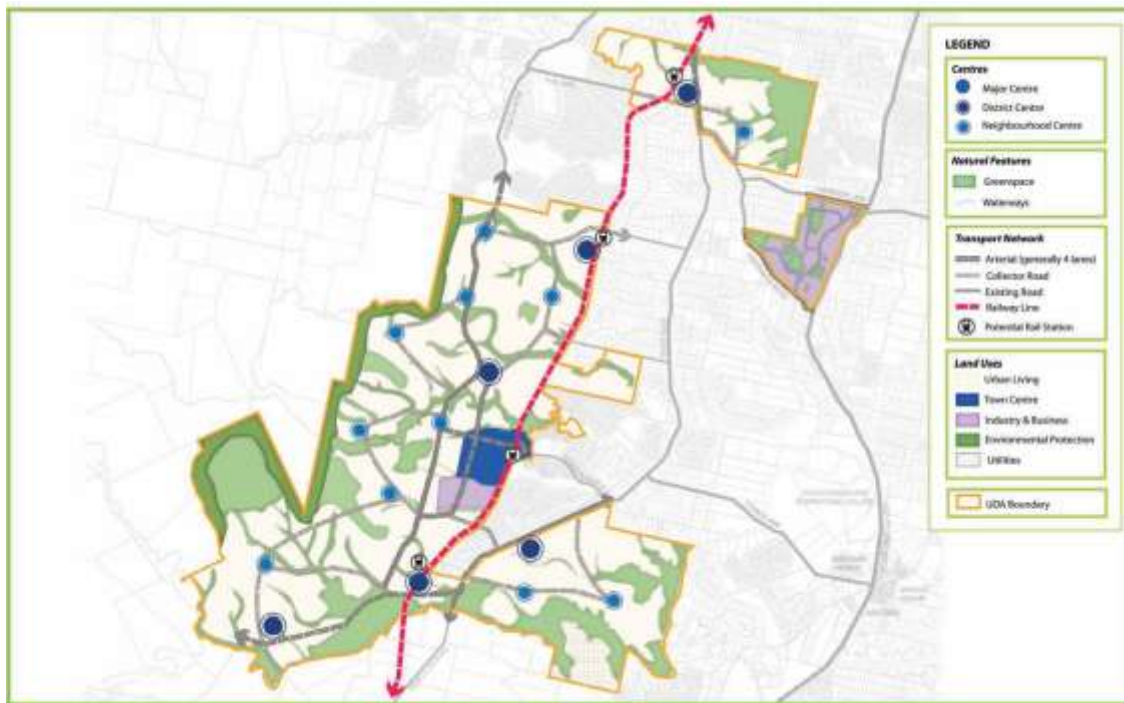 LEGEND
Centres
Major Centre
District Centre
Neighbourhood Centre
Natural Features
Greenspace
Waterways
Transport Network
Arterial (generally 4 lanes)
Collector Road
Existing Road
Railway Line
Potential Rail Station
Land Uses
Urban Living
Town Centre
Industry & Business
Environmental Protection
Utilities
UDA Boundary